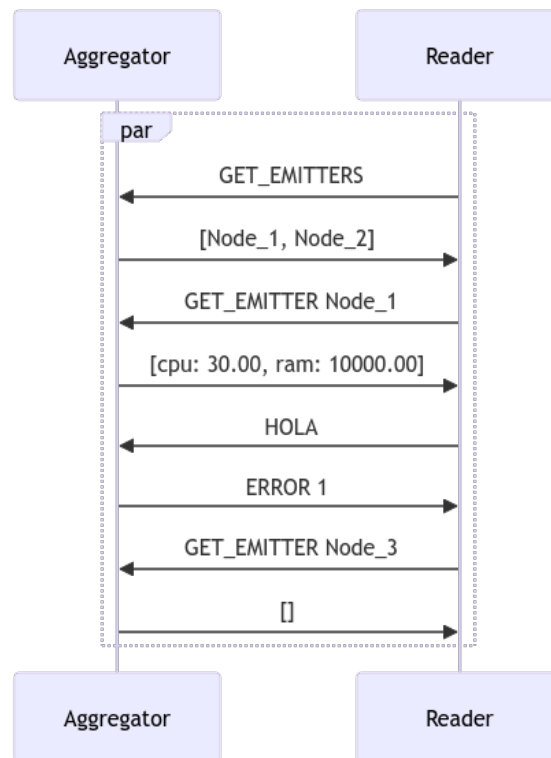 Aggregator
Reader
par
GET_EMITTERS
[Node_1, Node_2]
GET_EMITTER Node_1
[cpu: 30.00, ram: 10000.00]
HOLA
ERROR 1
GET_EMITTER Node_3
[]
Aggregator
Reader